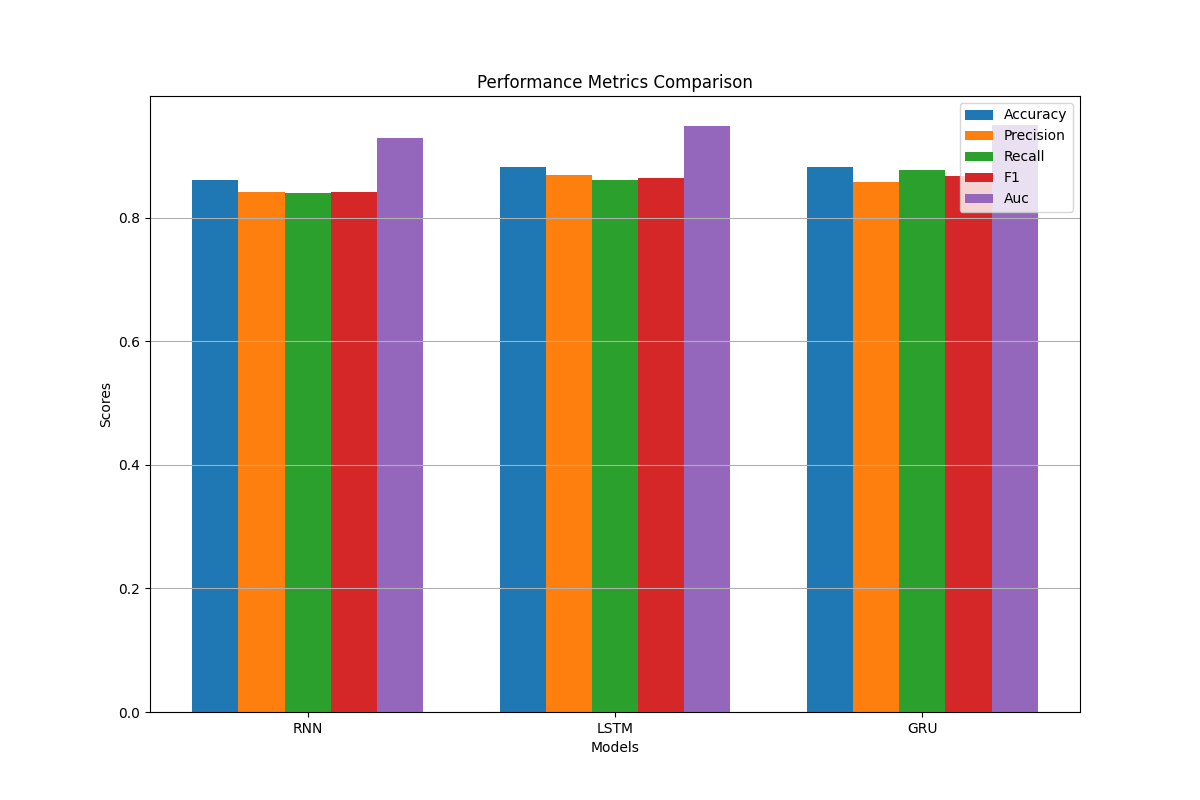 Performance Metrics Comparison
Accuracy
Precision
Recall
F1
Auc
0.8
0.6
0.4
0.2
0.0
Scores
RNN LSTM GRU
Models